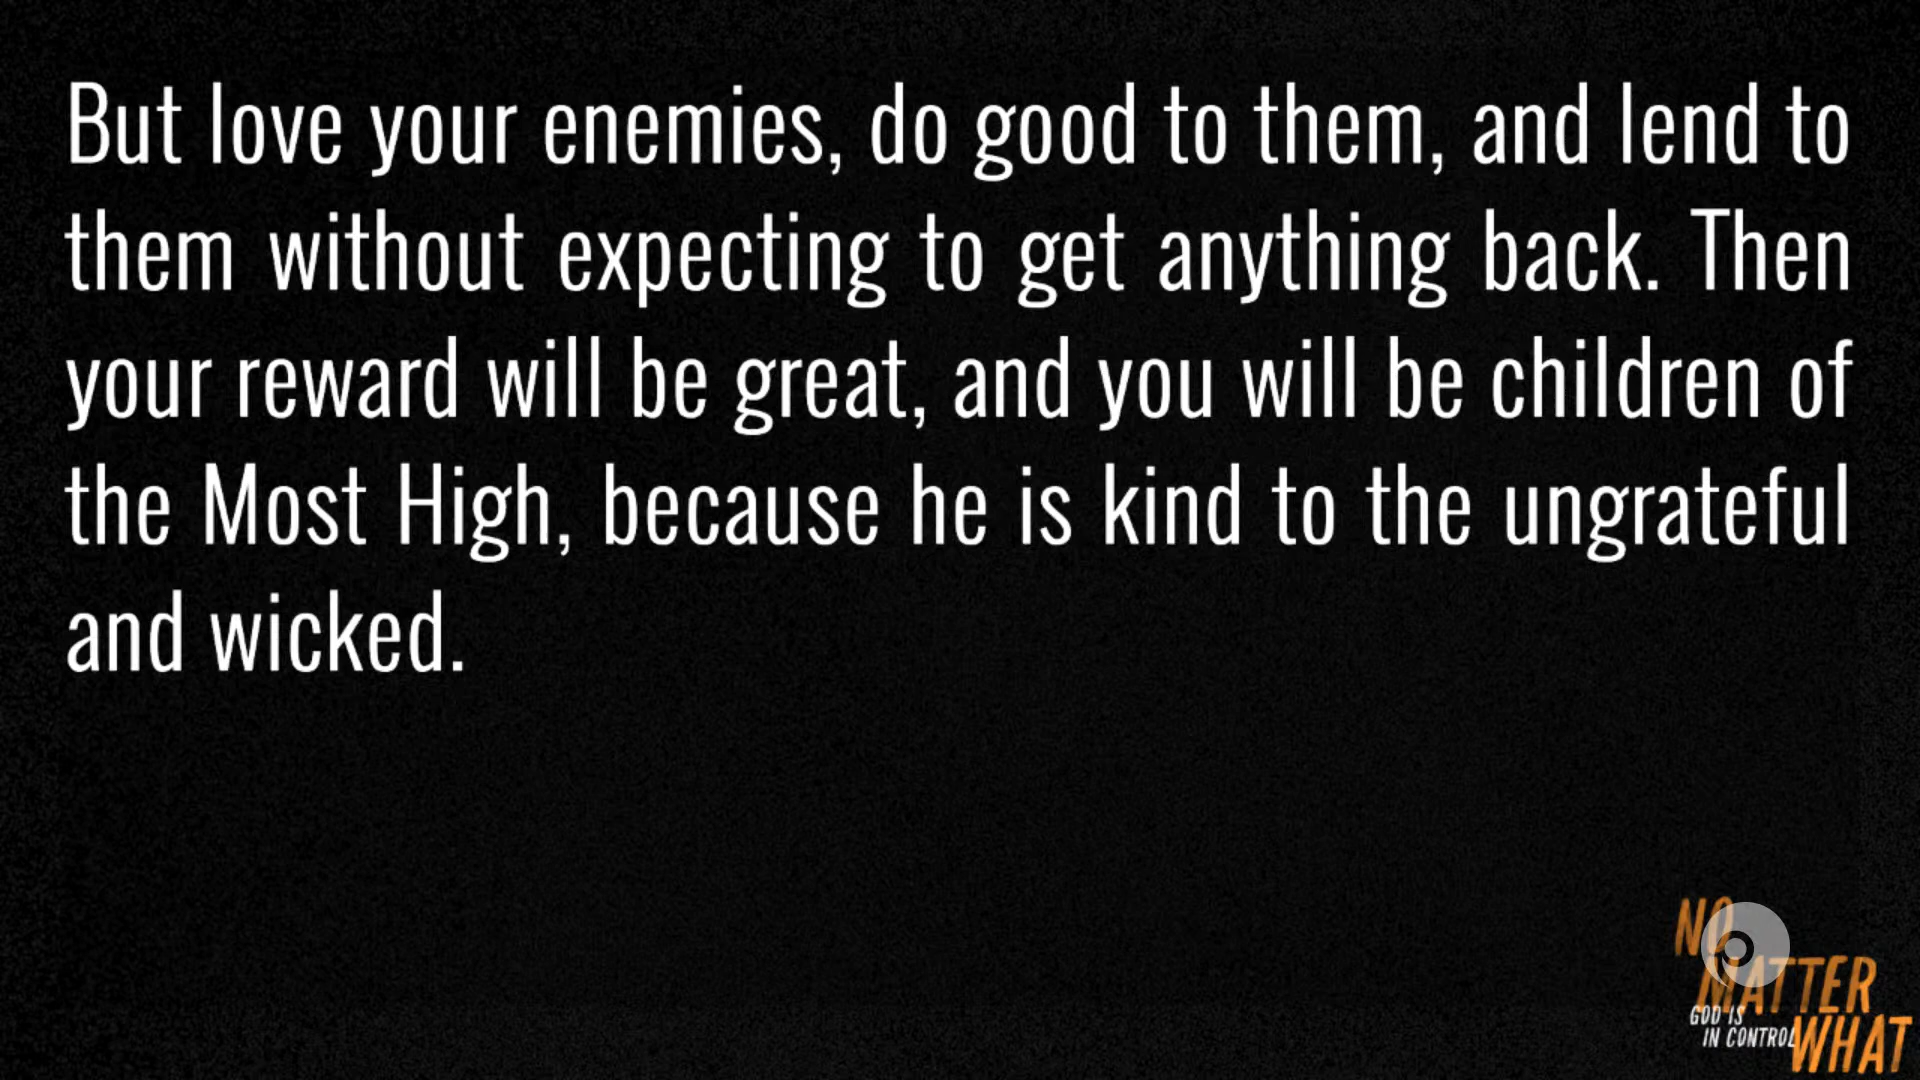 But love your enemies, do good to them, and lend to
them without expecting to get anything back. Then
your reward will be great, and you will be children of
the Most High, because he is kind to the ungrateful
and wicked.
NO
MATTER
GOD IS
IN CONTROL
WHAT